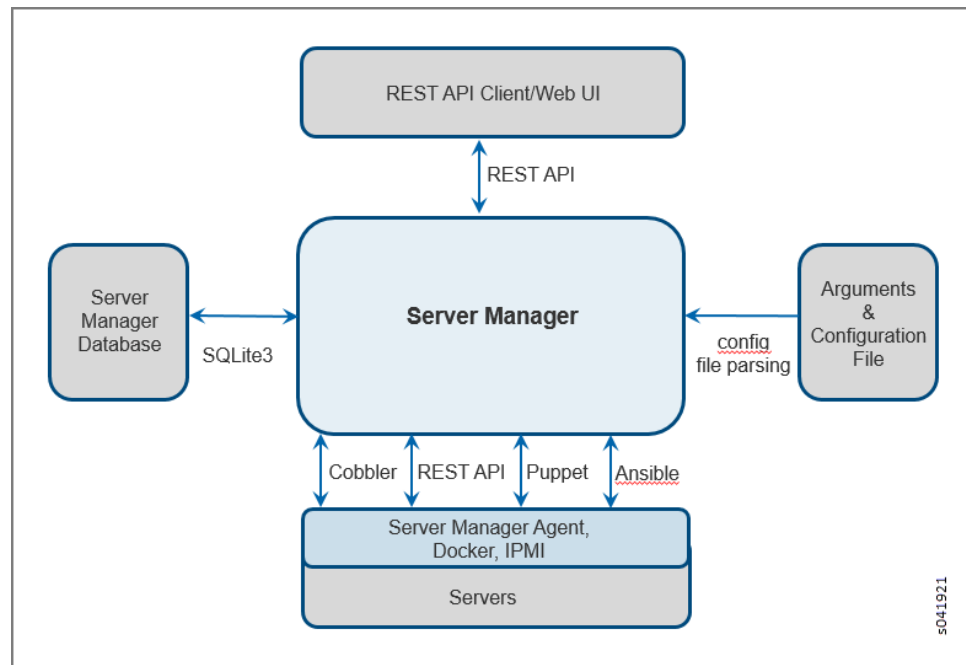 REST API Client/Web UI
REST API
Server
Manager
Database
SQLite3
Server Manager
config
file parsing
Arguments
&
Configuration
File
Cobbler
REST API
Puppet
Ansible
Server Manager Agent,
Docker, IPMI
Servers
s041921